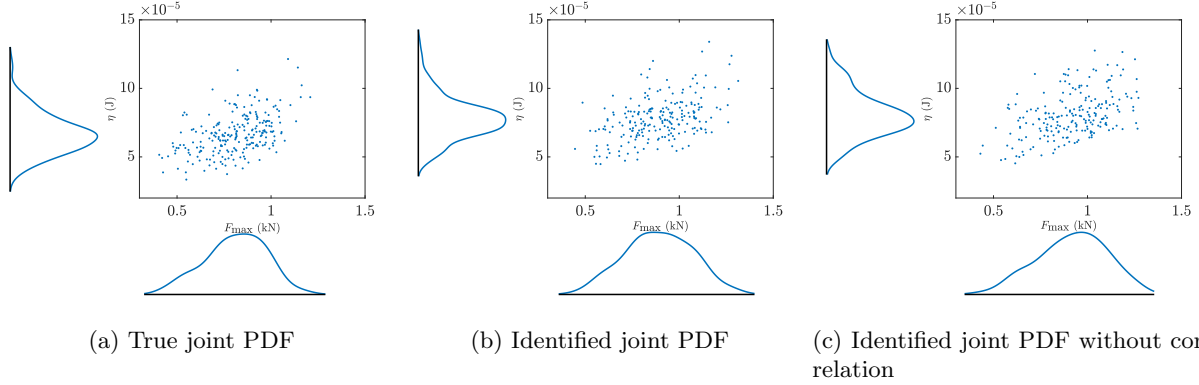 ×10⁻⁵
15
10
5
η (J)
0.5 1 1.5
F_max (kN)
(a) True joint PDF
×10⁻⁵
15
10
5
η (J)
0.5 1 1.5
F_max (kN)
(b) Identified joint PDF
×10⁻⁵
15
10
5
η (J)
0.5 1 1.5
F_max (kN)
(c) Identified joint PDF without cor
relation